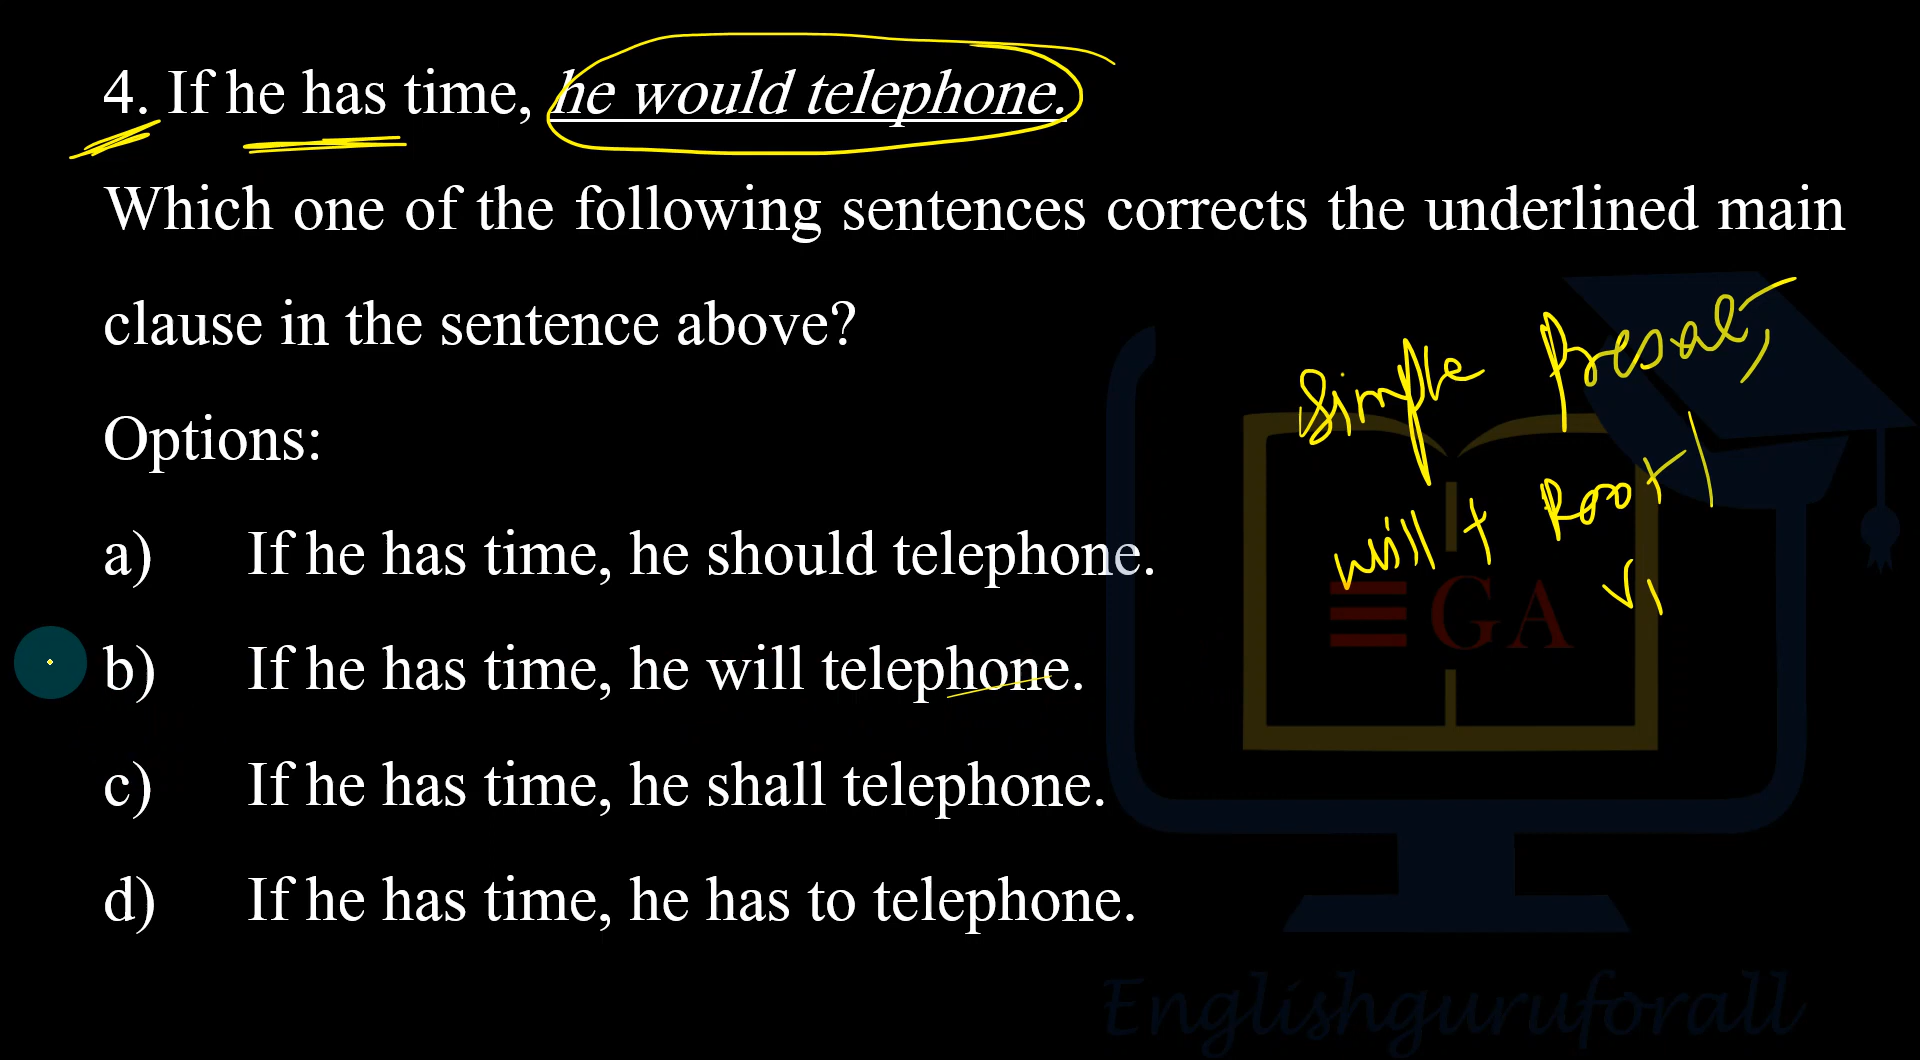 4. If he has time, he would telephone.
Which one of the following sentences corrects the underlined main
clause in the sentence above?
Simple Present,
Options:
will + Root
V1
a) If he has time, he should telephone.
b) If he has time, he will telephone.
GA
c) If he has time, he shall telephone.
d) If he has time, he has to telephone.
Englishguruforall